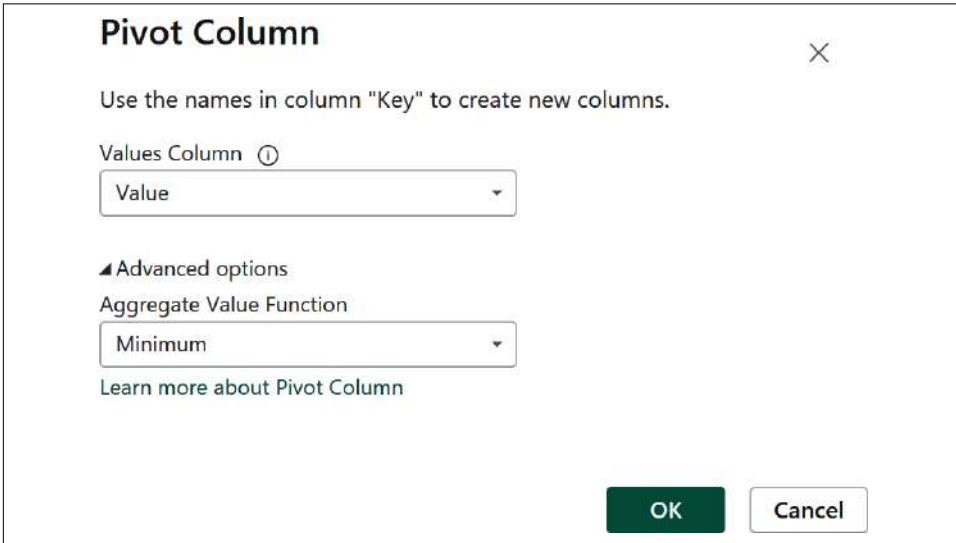 Pivot Column
Use the names in column "Key" to create new columns.
Values Column
Value
Advanced options
Aggregate Value Function
Minimum
Learn more about Pivot Column
OK
Cancel